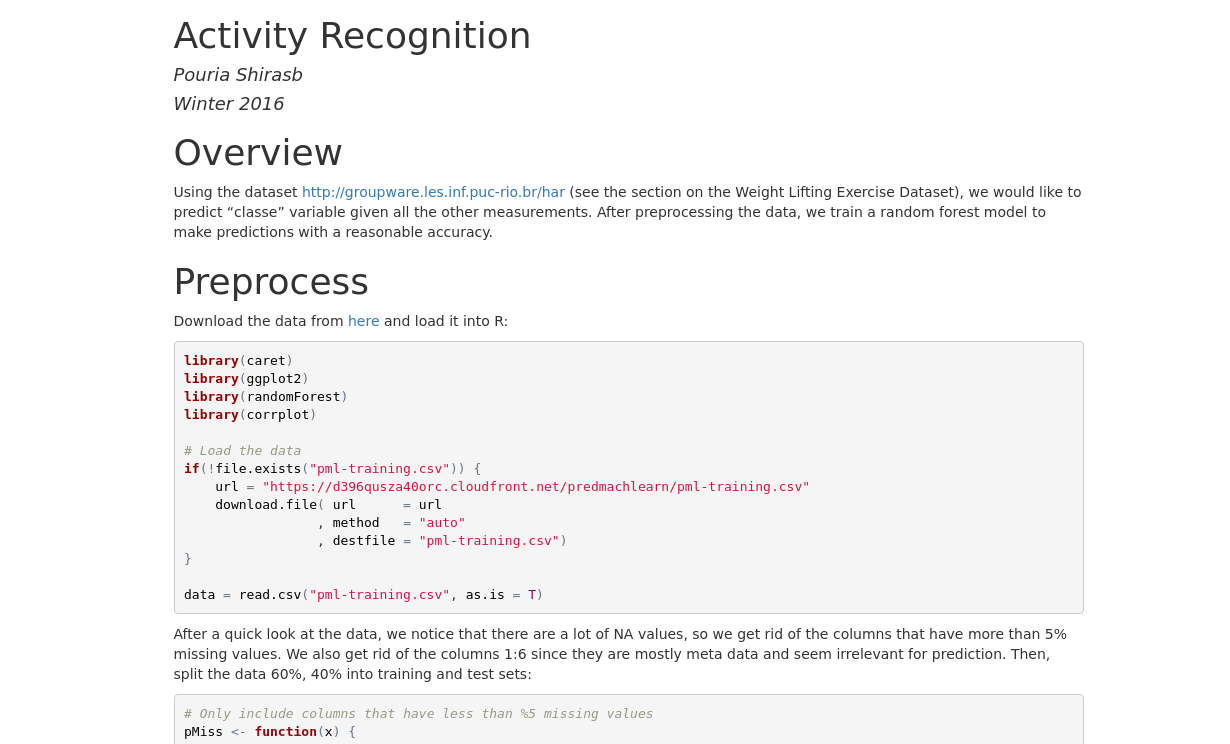 Activity Recognition
Pouria Shirasb
Winter 2016
Overview
Using the dataset http://groupware.les.inf.puc-rio.br/har (see the section on the Weight Lifting Exercise Dataset), we would like to
predict “classe” variable given all the other measurements. After preprocessing the data, we train a random forest model to
make predictions with a reasonable accuracy.
Preprocess
Download the data from here and load it into R:
library(caret)
library(ggplot2)
library(randomForest)
library(corrplot)
# Load the data
if(!file.exists("pml-training.csv")) {
    url = "https://d396qusza40orc.cloudfront.net/predmachlearn/pml-training.csv"
    download.file( url      = url
                 , method   = "auto"
                 , destfile = "pml-training.csv")
}
data = read.csv("pml-training.csv", as.is = T)
After a quick look at the data, we notice that there are a lot of NA values, so we get rid of the columns that have more than 5%
missing values. We also get rid of the columns 1:6 since they are mostly meta data and seem irrelevant for prediction. Then,
split the data 60%, 40% into training and test sets:
# Only include columns that have less than %5 missing values
pMiss <- function(x) {